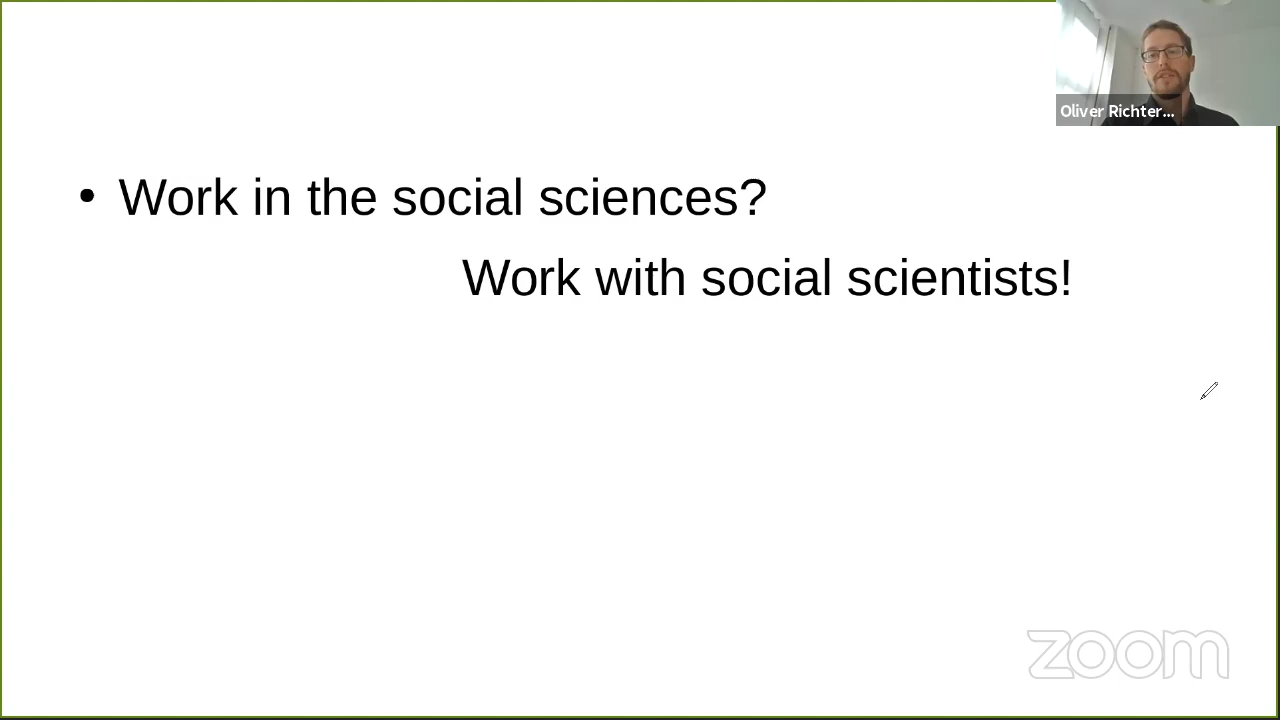 Oliver Richter...
• Work in the social sciences?
Work with social scientists!
zoom